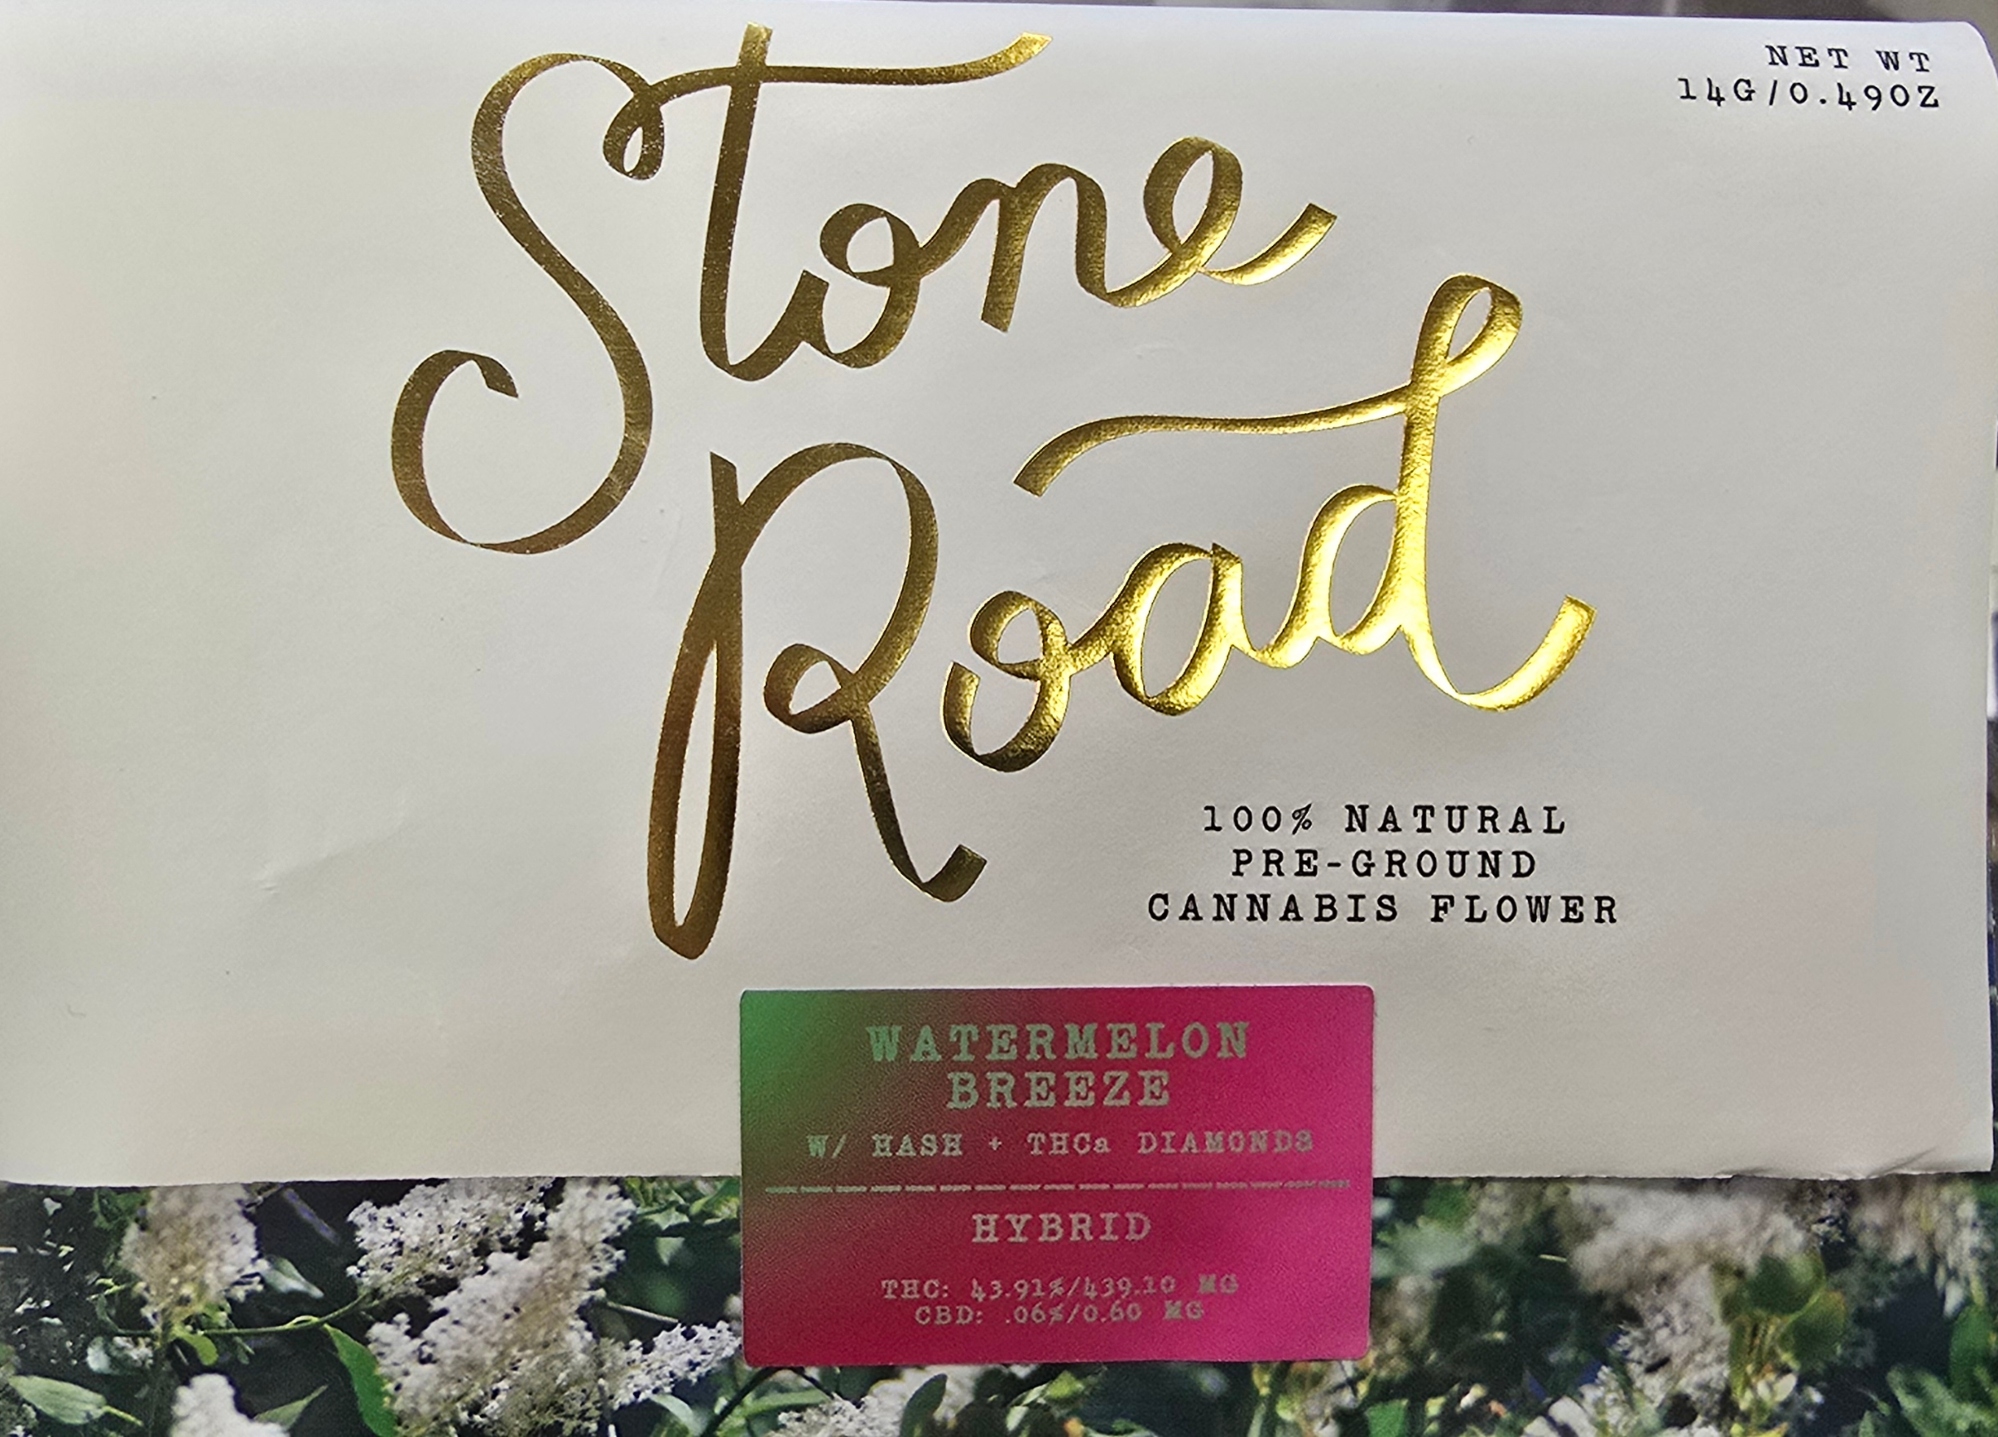 Stone
Road
NET WT
14G/0.49OZ
100% NATURAL
PRE-GROUND
CANNABIS FLOWER
WATERMELON
BREEZE
W/ HASH + THCa DIAMONDS
HYBRID
THC: 43.91%/439.10 MG
CBD: .06%/0.60 MG